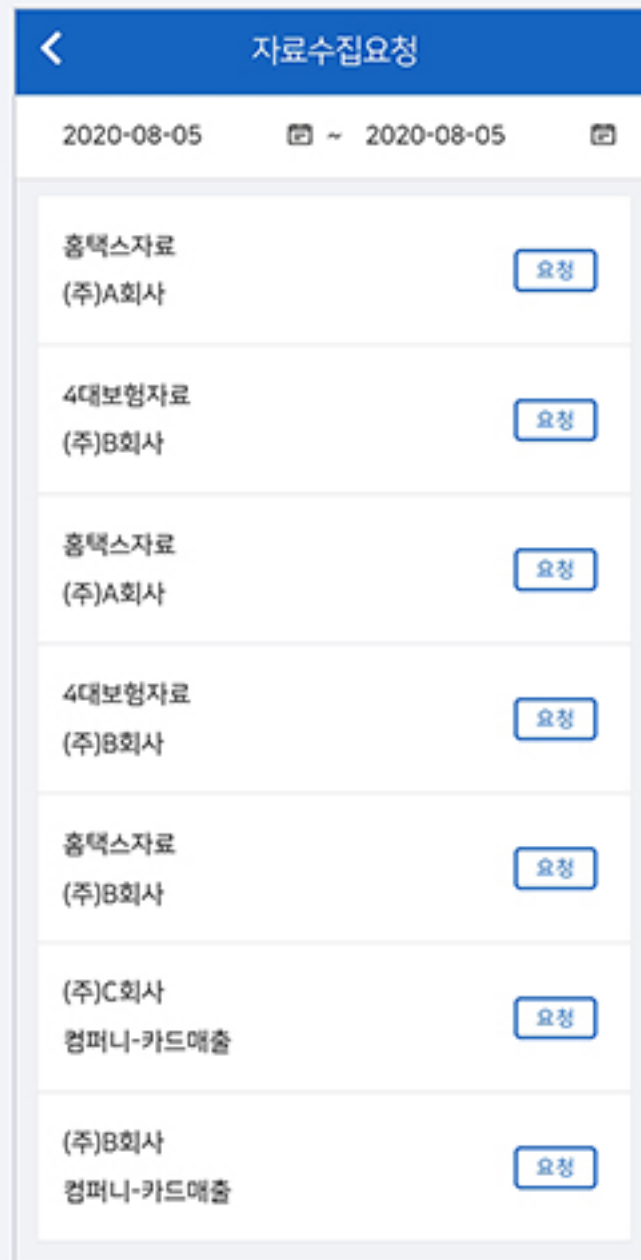 자료수집요청
2020-08-05 ~ 2020-08-05
홈택스자료
(주)A회사
요청
4대보험자료
(주)B회사
요청
홈택스자료
(주)A회사
요청
4대보험자료
(주)B회사
요청
홈택스자료
(주)B회사
요청
(주)C회사
컴퍼니-카드매출
요청
(주)B회사
컴퍼니-카드매출
요청